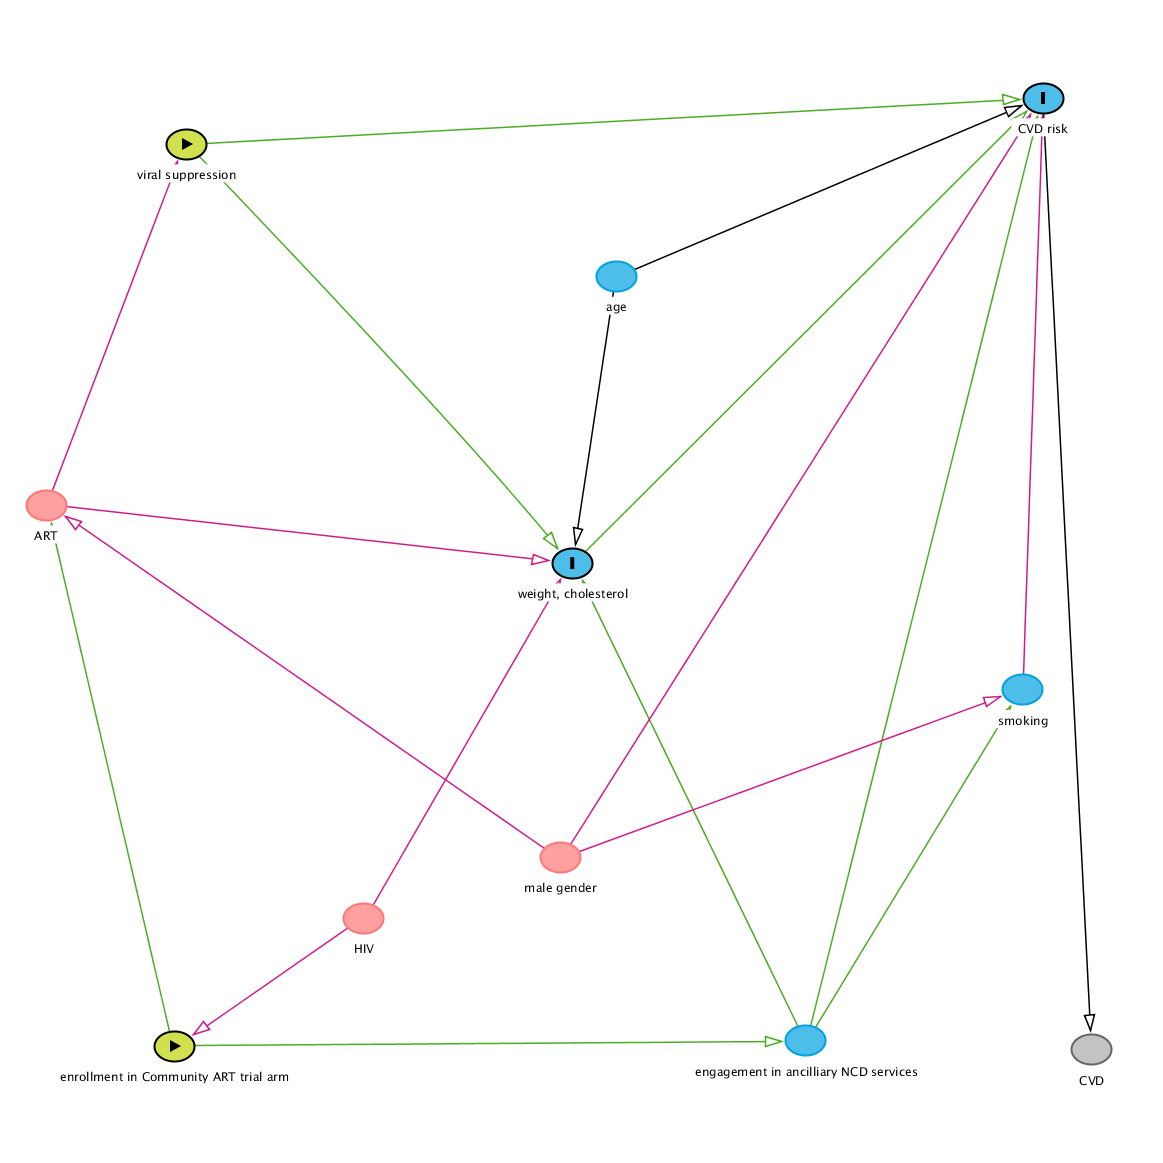 CVD risk
viral suppression
age
ART
weight, cholesterol
smoking
male gender
HIV
engagement in ancilliary NCD services
enrollment in Community ART trial arm
CVD